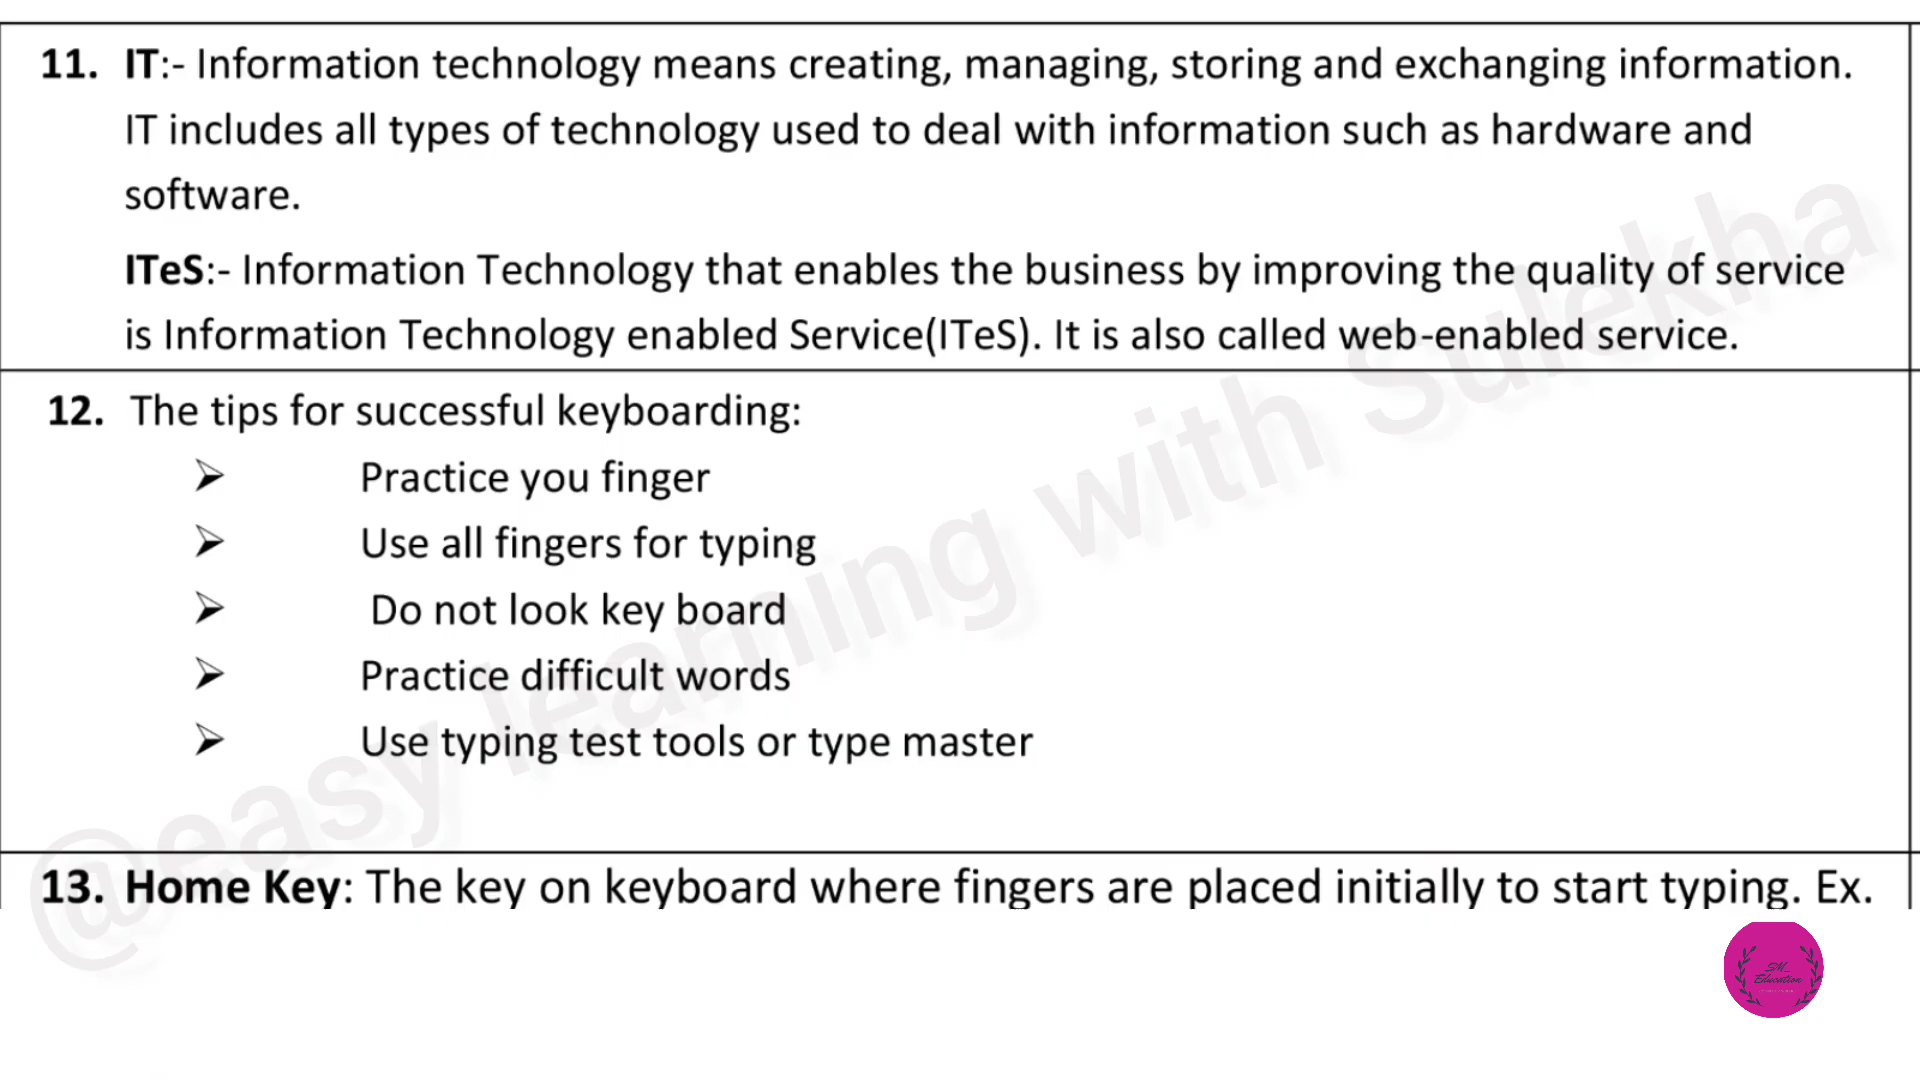 11. IT:- Information technology means creating, managing, storing and exchanging information.
IT includes all types of technology used to deal with information such as hardware and
software.
ITeS:- Information Technology that enables the business by improving the quality of service
is Information Technology enabled Service(ITeS). It is also called web-enabled service.
12. The tips for successful keyboarding:
➢ Practice you finger
➢ Use all fingers for typing
➢ Do not look key board
➢ Practice difficult words
➢ Use typing test tools or type master
13. Home Key: The key on keyboard where fingers are placed initially to start typing. Ex.
@easy learning with Sulekha
SM_
Education